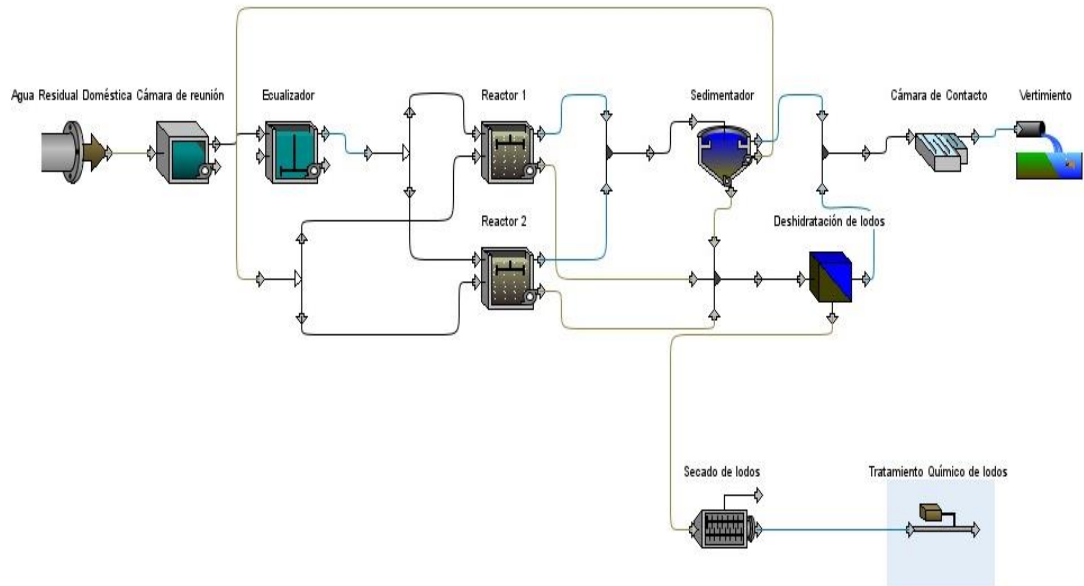 Agua Residual Doméstica
Cámara de reunión
Ecualizador
Reactor 1
Sedimentador
Cámara de Contacto
Vertimiento
Reactor 2
Deshidratación de lodos
Secado de lodos
Tratamiento Químico de lodos